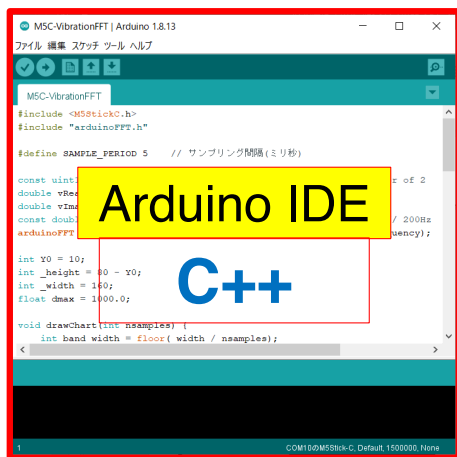 M5C-VibrationFFT | Arduino 1.8.13
ファイル 編集 スケッチ ツール ヘルプ
M5C-VibrationFFT
#include <M5StickC.h>
#include "arduinoFFT.h"
#define SAMPLE_PERIOD 5 // サンプリング間隔(ミリ秒)
const uint r of 2
double vRea
double vIma
const doubl / 200Hz
arduinoFFT uency);
Arduino IDE
int Y0 = 10;
int _height = 80 - Y0;
int _width = 160;
float dmax = 1000.0;
C++
void drawChart(int nsamples) {
int band_width = floor(_width / nsamples);
1
COM10のM5Stick-C, Default, 1500000, None